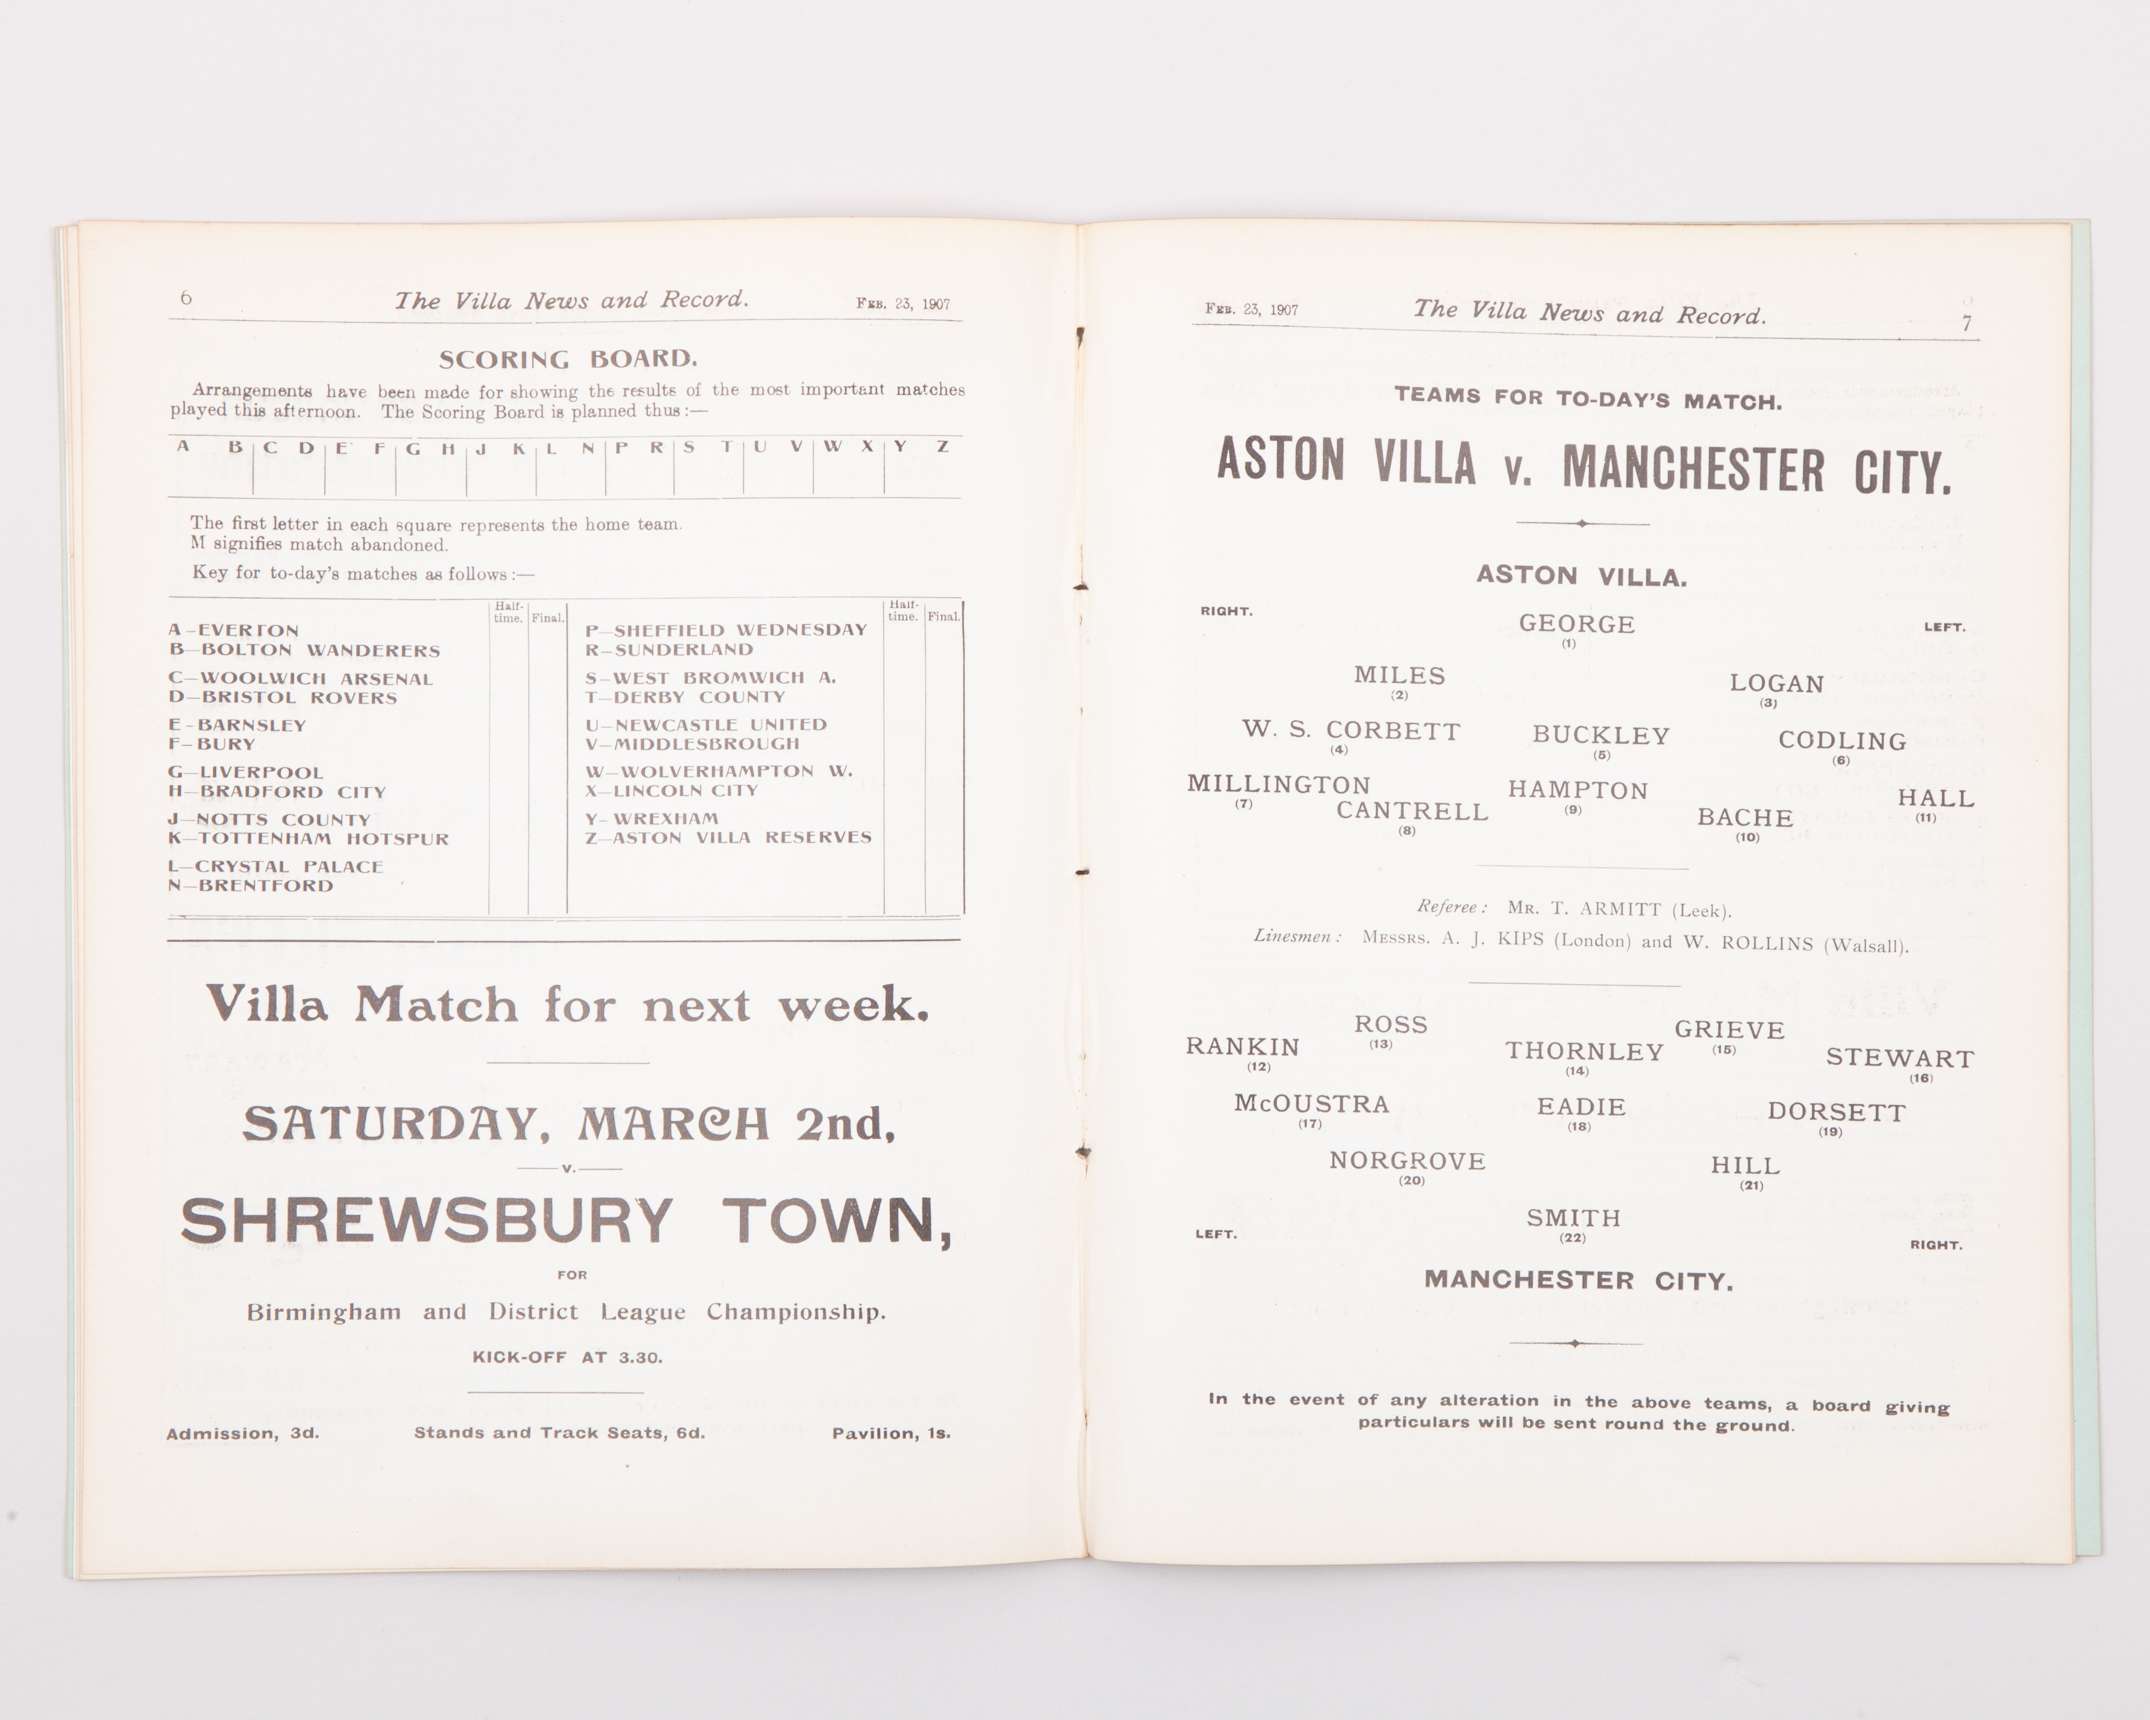 6 The Villa News and Record. FEB. 23, 1907
SCORING BOARD.
Arrangements have been made for showing the results of the most important matches
played this afternoon. The Scoring Board is planned thus:—
A B C D E F G H J K L N P R S T U V W X Y Z
The first letter in each square represents the home team.
M signifies match abandoned.
Key for to-day's matches as follows:—
Half-time. Final.
A—EVERTON
B—BOLTON WANDERERS
C—WOOLWICH ARSENAL
D—BRISTOL ROVERS
E—BARNSLEY
F—BURY
G—LIVERPOOL
H—BRADFORD CITY
J—NOTTS COUNTY
K—TOTTENHAM HOTSPUR
L—CRYSTAL PALACE
N—BRENTFORD
Half-time. Final.
P—SHEFFIELD WEDNESDAY
R—SUNDERLAND
S—WEST BROMWICH A.
T—DERBY COUNTY
U—NEWCASTLE UNITED
V—MIDDLESBROUGH
W—WOLVERHAMPTON W.
X—LINCOLN CITY
Y—WREXHAM
Z—ASTON VILLA RESERVES
Villa Match for next week.
SATURDAY, MARCH 2nd,
v.
SHREWSBURY TOWN,
FOR
Birmingham and District League Championship.
KICK-OFF AT 3.30.
Admission, 3d. Stands and Track Seats, 6d. Pavilion, 1s.
FEB. 23, 1907 The Villa News and Record. 7
TEAMS FOR TO-DAY'S MATCH.
ASTON VILLA v. MANCHESTER CITY.
ASTON VILLA.
RIGHT. GEORGE LEFT.
(1)
MILES LOGAN
(2) (3)
W. S. CORBETT BUCKLEY CODLING
(4) (5) (6)
MILLINGTON HAMPTON HALL
(7) (9) (11)
CANTRELL BACHE
(8) (10)
Referee: MR. T. ARMITT (Leek).
Linesmen: MESSRS. A. J. KIPS (London) and W. ROLLINS (Walsall).
ROSS GRIEVE
(13) (15)
RANKIN THORNLEY STEWART
(12) (14) (16)
McOUSTRA EADIE DORSETT
(17) (18) (19)
NORGROVE HILL
(20) (21)
SMITH
(22)
LEFT. RIGHT.
MANCHESTER CITY.
In the event of any alteration in the above teams, a board giving
particulars will be sent round the ground.